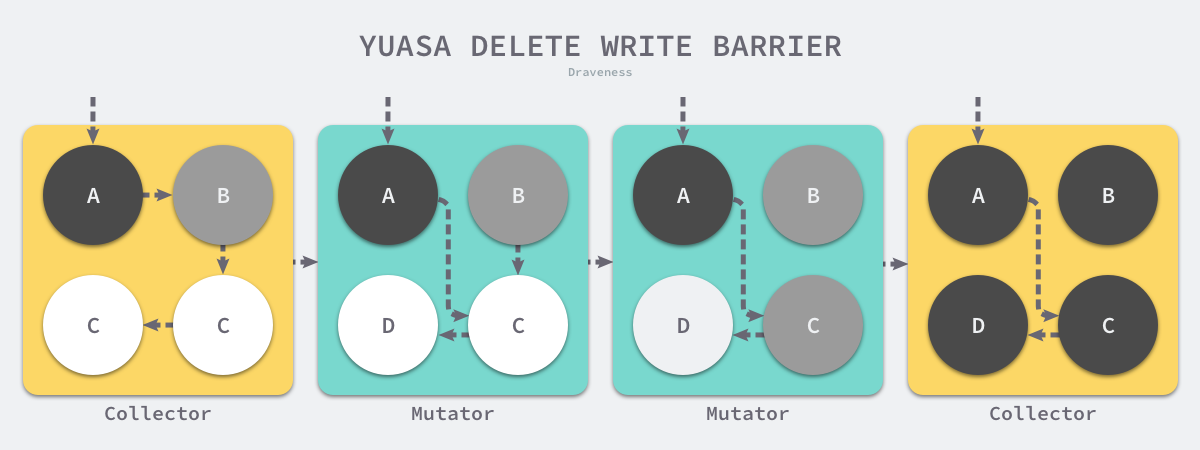 YUASA DELETE WRITE BARRIER
Draveness
A B
C C
Collector
A B
D C
Mutator
A B
D C
Mutator
A B
D C
Collector